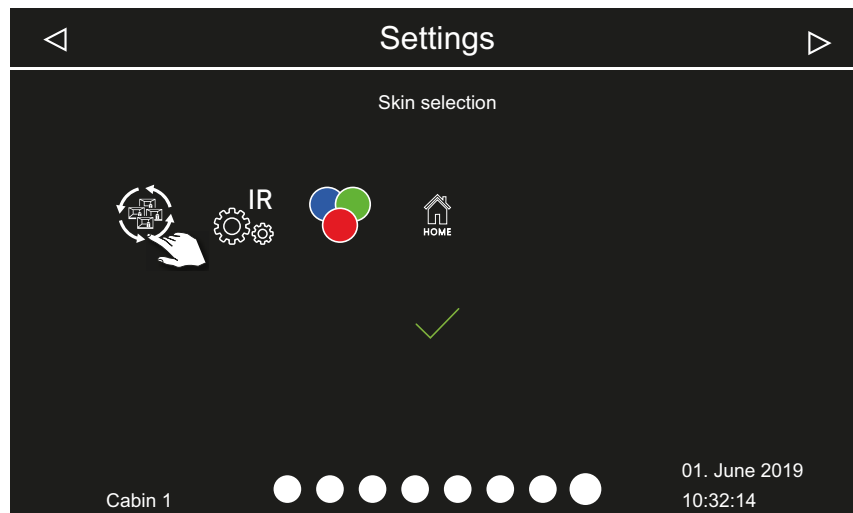 Settings
Skin selection
IR
HOME
01. June 2019
Cabin 1
10:32:14